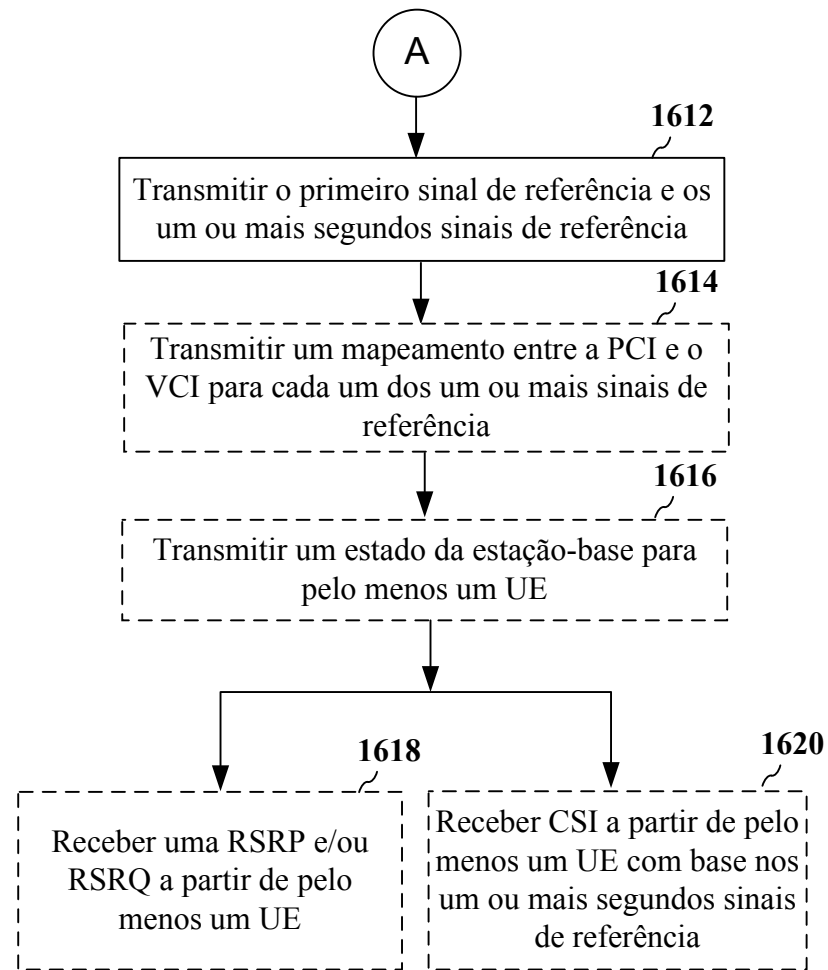 A
1612
Transmitir o primeiro sinal de referência e os
um ou mais segundos sinais de referência
1614
Transmitir um mapeamento entre a PCI e o
VCI para cada um dos um ou mais sinais de
referência
1616
Transmitir um estado da estação-base para
pelo menos um UE
1618
Receber uma RSRP e/ou
RSRQ a partir de pelo
menos um UE
1620
Receber CSI a partir de pelo
menos um UE com base nos
um ou mais segundos sinais
de referência